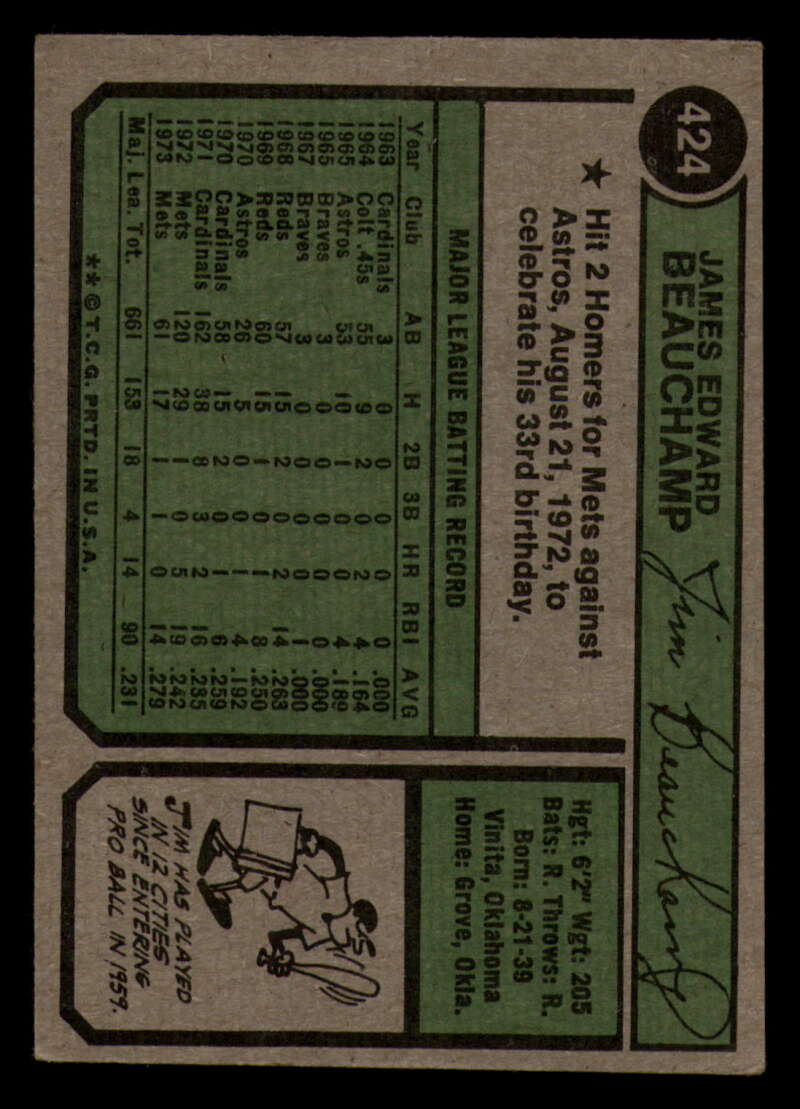 424
JAMES EDWARD
BEAUCHAMP
Jim Beauchamp
★ Hit 2 Homers for Mets against
Astros, August 21, 1972, to
celebrate his 33rd birthday.
MAJOR LEAGUE BATTING RECORD
Year Club AB H 2B 3B HR RBI AVG
1963 Cardinals 3 0 0 0 0 0 .000
1964 Colt .45s 55 9 2 0 2 4 .164
1965 Astros 53 10 1 0 0 4 .189
1965 Braves 3 0 0 0 0 0 .000
1967 Braves 3 0 0 0 0 1 .000
1968 Reds 57 15 2 0 2 14 .263
1969 Reds 60 15 1 0 1 8 .250
1970 Astros 26 5 0 0 1 4 .192
1970 Cardinals 58 15 2 0 1 6 .259
1971 Cardinals 162 38 8 3 2 16 .235
1972 Mets 120 29 1 0 5 19 .242
1973 Mets 61 17 1 1 0 14 .279
Maj. Lea. Tot. 661 153 18 4 14 90 .231
**©T.C.G. PRTD. IN U.S.A.
Hgt: 6'2" Wgt: 205
Bats: R. Throws: R.
Born: 8-21-39
Vinita, Oklahoma
Home: Grove, Okla.
JIM HAS PLAYED
IN 12 CITIES
SINCE ENTERING
PRO BALL IN 1959.